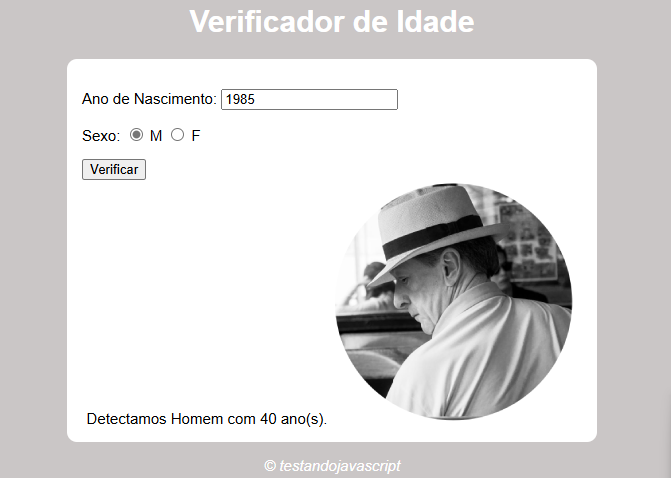 Verificador de Idade
Ano de Nascimento: 1985
Sexo: M F
Verificar
Detectamos Homem com 40 ano(s).
© testandojavascript